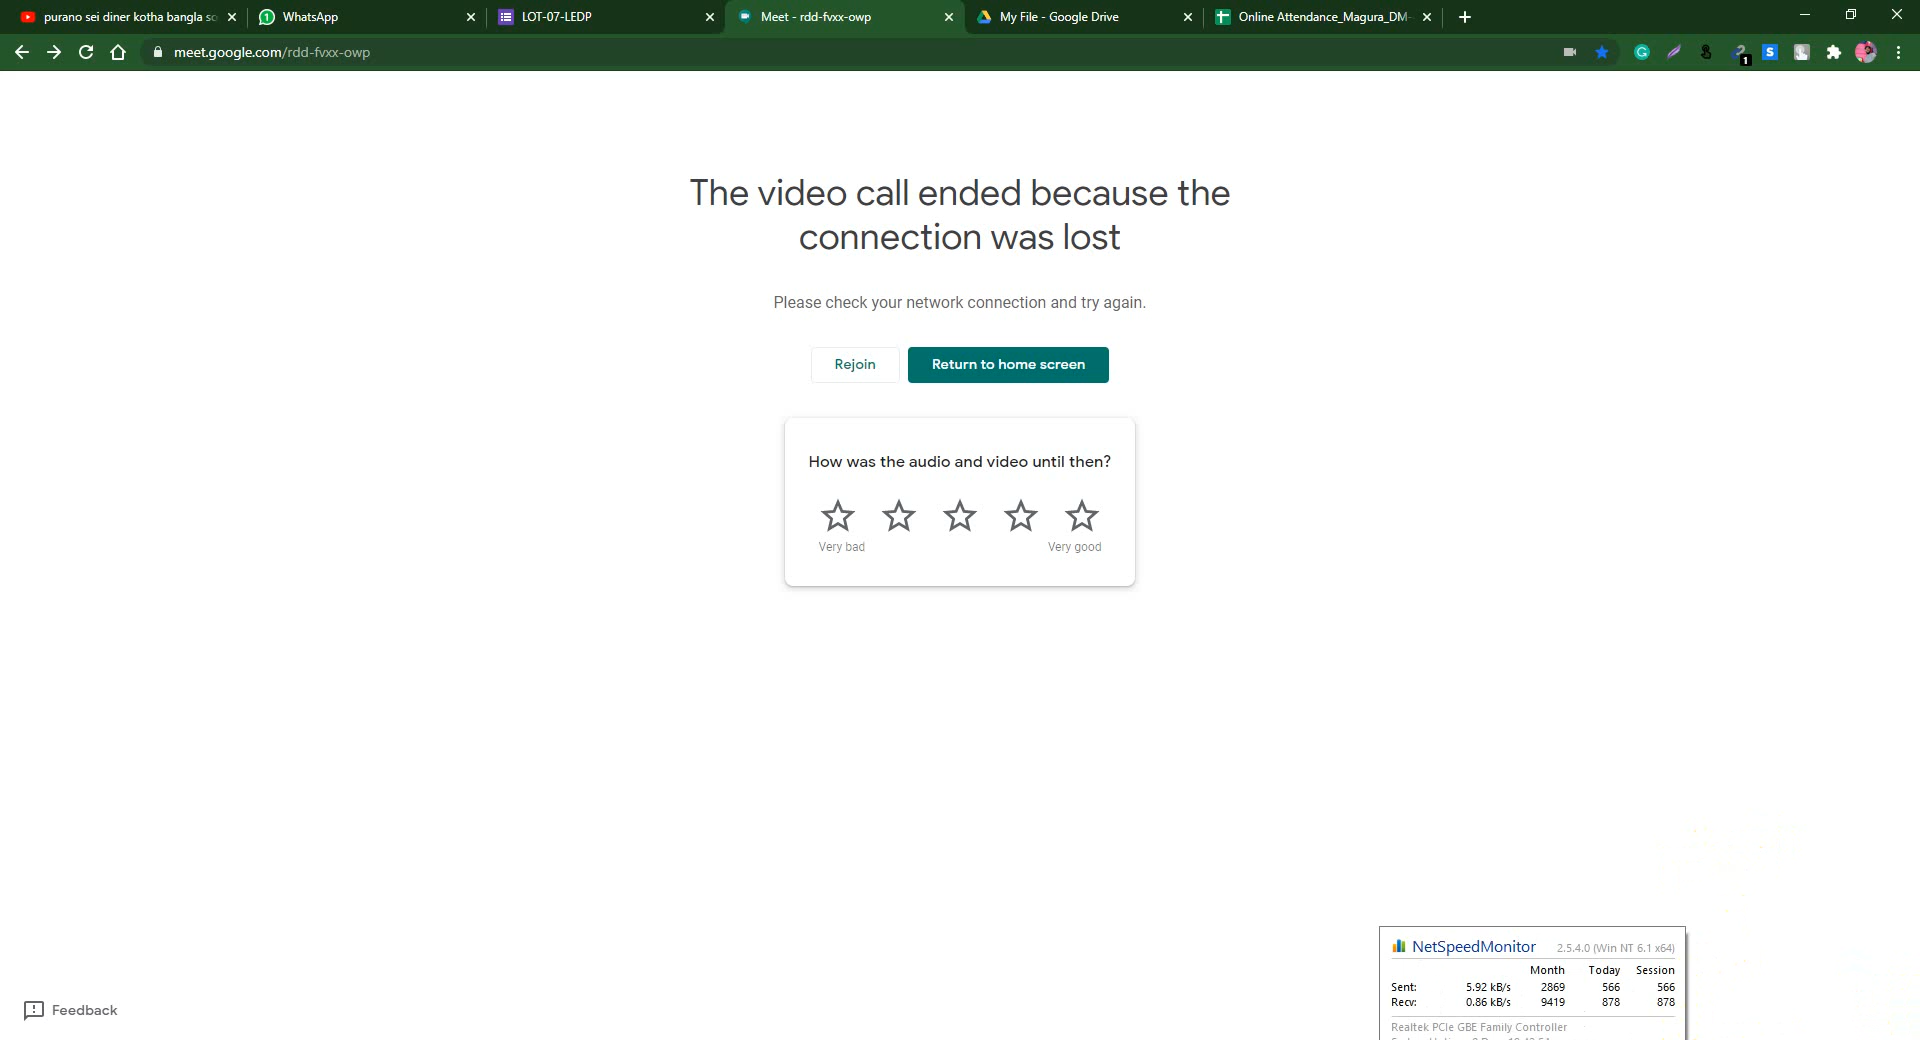 purano sei diner kotha bangla so
1 WhatsApp
LOT-07-LEDP
Meet - rdd-fvxx-owp
My File - Google Drive
Online Attendance_Magura_DM-
meet.google.com/rdd-fvxx-owp
1
S
The video call ended because the
connection was lost
Please check your network connection and try again.
Rejoin
Return to home screen
How was the audio and video until then?
Very bad
Very good
NetSpeedMonitor 2.5.4.0 (Win NT 6.1 x64)
Month Today Session
Sent: 5.92 kB/s 2869 566 566
Recv: 0.86 kB/s 9419 878 878
Realtek PCIe GBE Family Controller
Feedback